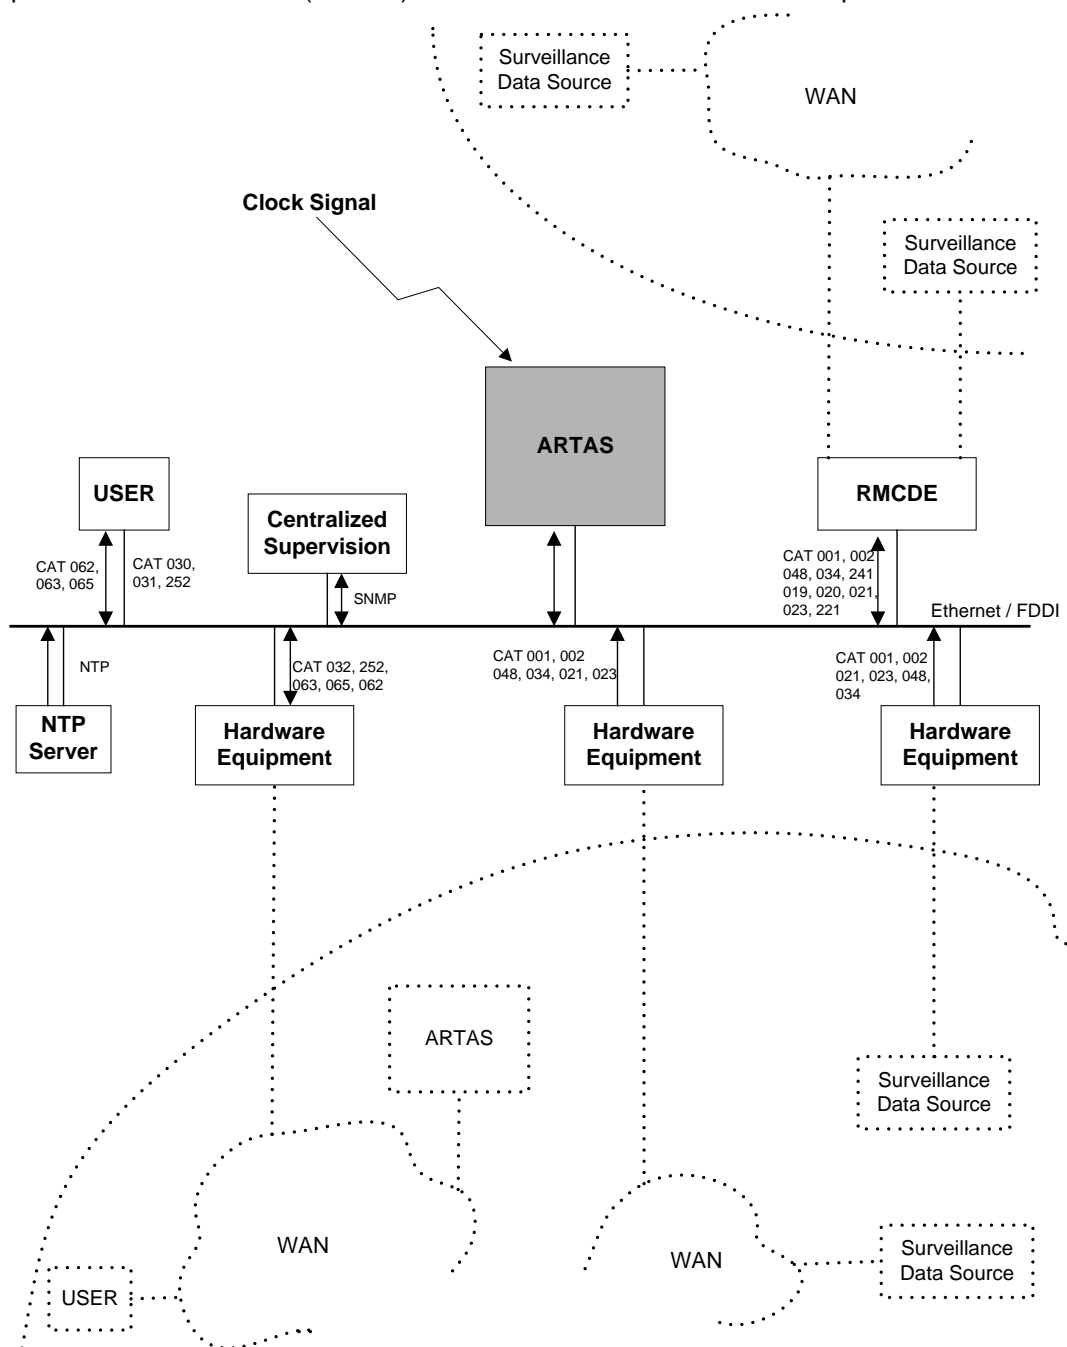 Surveillance
Data Source
WAN
Clock Signal
Surveillance
Data Source
ARTAS
USER
RMCDE
Centralized
Supervision
CAT 062,
063, 065
CAT 030,
031, 252
SNMP
CAT 001, 002
048, 034, 241
019, 020, 021,
023, 221
Ethernet / FDDI
NTP
CAT 032, 252,
063, 065, 062
CAT 001, 002
048, 034, 021, 023
CAT 001, 002
021, 023, 048,
034
NTP
Server
Hardware
Equipment
Hardware
Equipment
Hardware
Equipment
ARTAS
Surveillance
Data Source
WAN
WAN
Surveillance
Data Source
USER